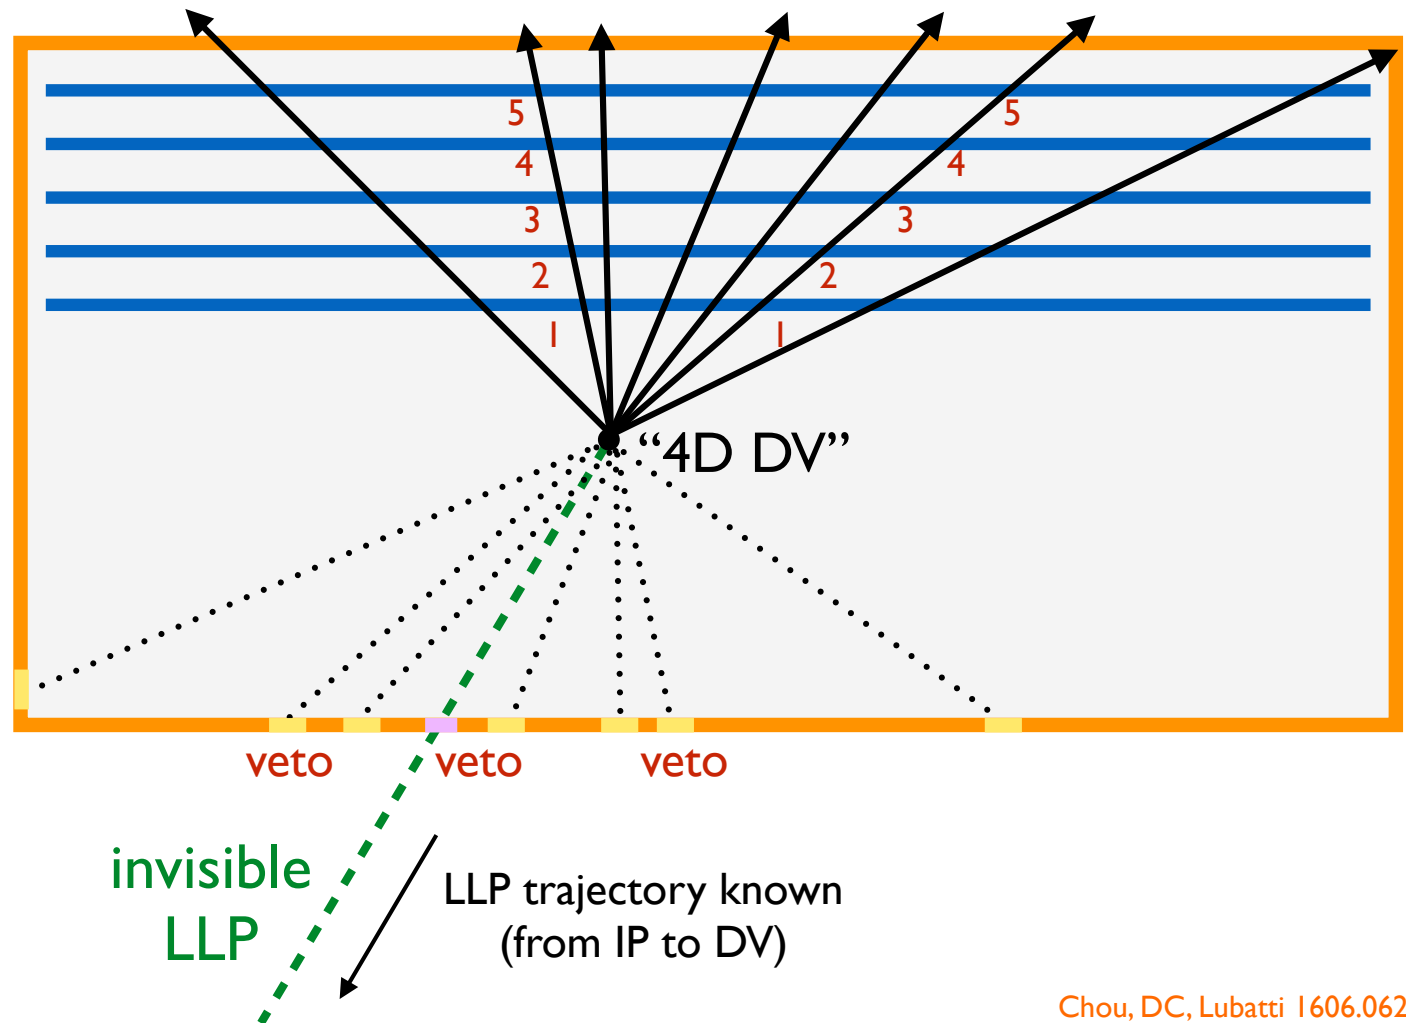 5 5
4 4
3 3
2 2
1 1
“4D DV”
veto veto veto
invisible
LLP
LLP trajectory known
(from IP to DV)
Chou, DC, Lubatti 1606.062